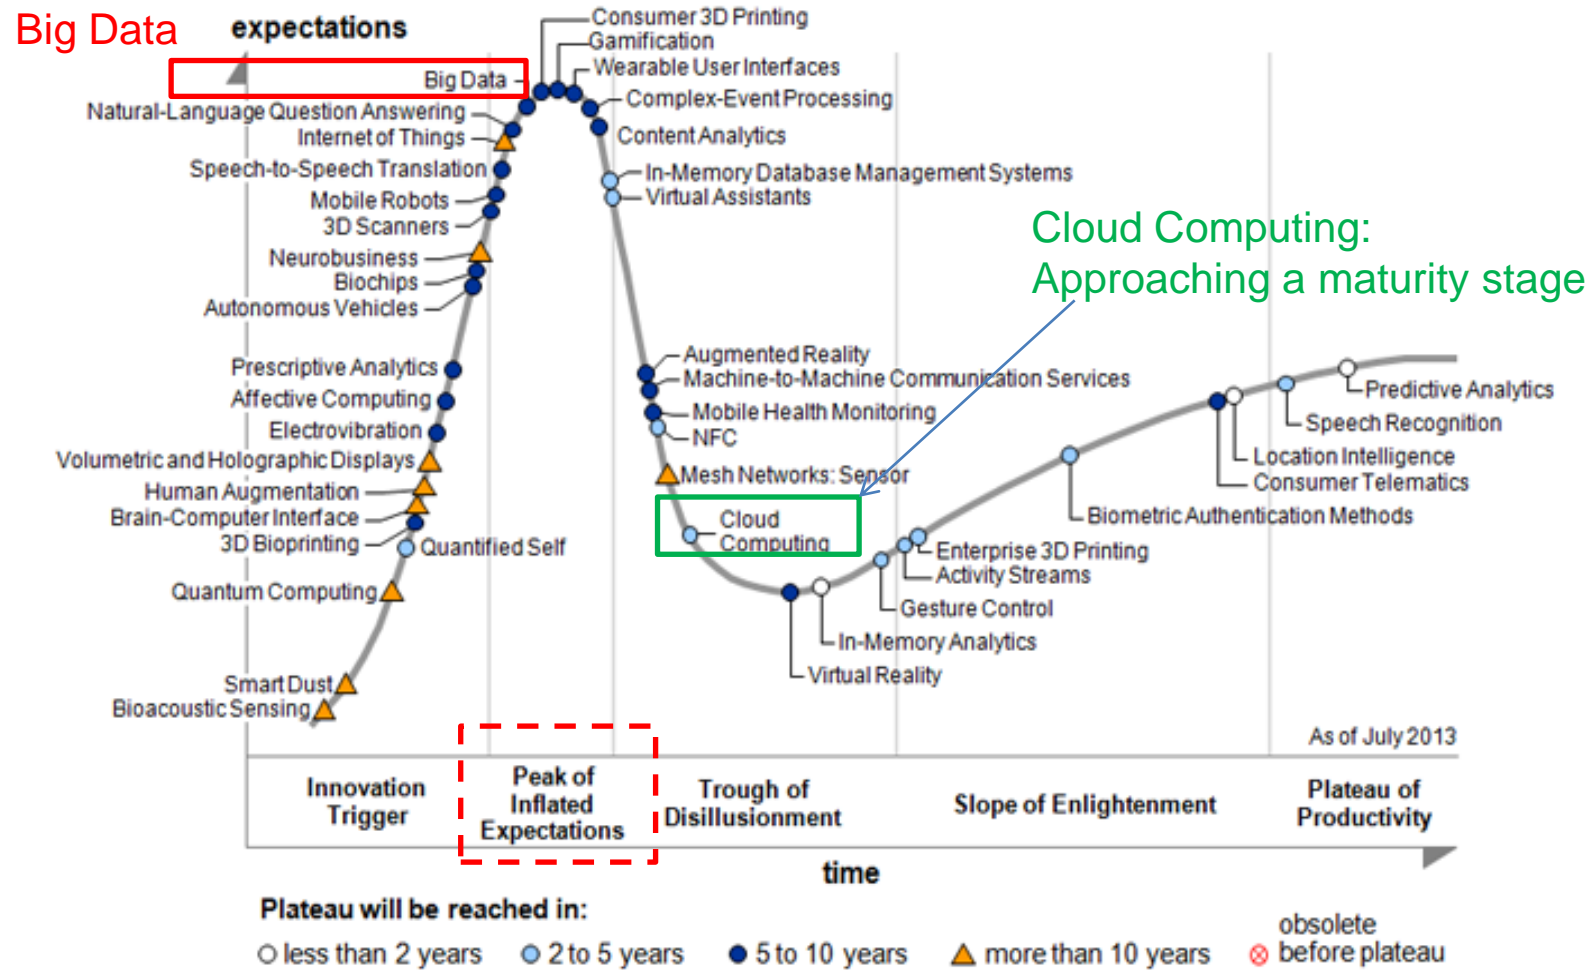 Big Data
expectations
Consumer 3D Printing
Gamification
Wearable User Interfaces
Big Data
Complex-Event Processing
Natural-Language Question Answering
Content Analytics
Internet of Things
Speech-to-Speech Translation
In-Memory Database Management Systems
Mobile Robots
Virtual Assistants
3D Scanners
Cloud Computing:
Approaching a maturity stage
Neurobusiness
Biochips
Autonomous Vehicles
Augmented Reality
Prescriptive Analytics
Machine-to-Machine Communication Services
Affective Computing
Mobile Health Monitoring
Electrovibration
NFC
Volumetric and Holographic Displays
Mesh Networks: Sensor
Human Augmentation
Brain-Computer Interface
3D Bioprinting
Quantified Self
Cloud
Computing
Quantum Computing
Smart Dust
Bioacoustic Sensing
Predictive Analytics
Speech Recognition
Location Intelligence
Consumer Telematics
Biometric Authentication Methods
Enterprise 3D Printing
Activity Streams
Gesture Control
In-Memory Analytics
Virtual Reality
As of July 2013
Innovation
Trigger
Peak of
Inflated
Expectations
Trough of
Disillusionment
Slope of Enlightenment
Plateau of
Productivity
time
Plateau will be reached in:
less than 2 years
2 to 5 years
5 to 10 years
more than 10 years
obsolete
before plateau